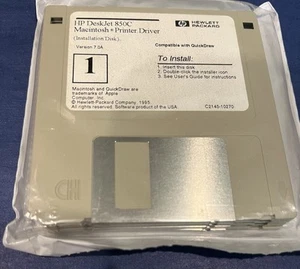 HP DeskJet 850C
Macintosh • Printer Driver
(Installation Disk)
Version 7.0A
HEWLETT
PACKARD
Compatible with QuickDraw
1
To Install:
1. Insert this disk
2. Double click the installer icon
3. See User's Guide for instructions
Macintosh and QuickDraw are
trademarks of Apple
Computer, Inc.
© Hewlett-Packard Company, 1995
All rights reserved. Software product of the USA.
C2145-10270